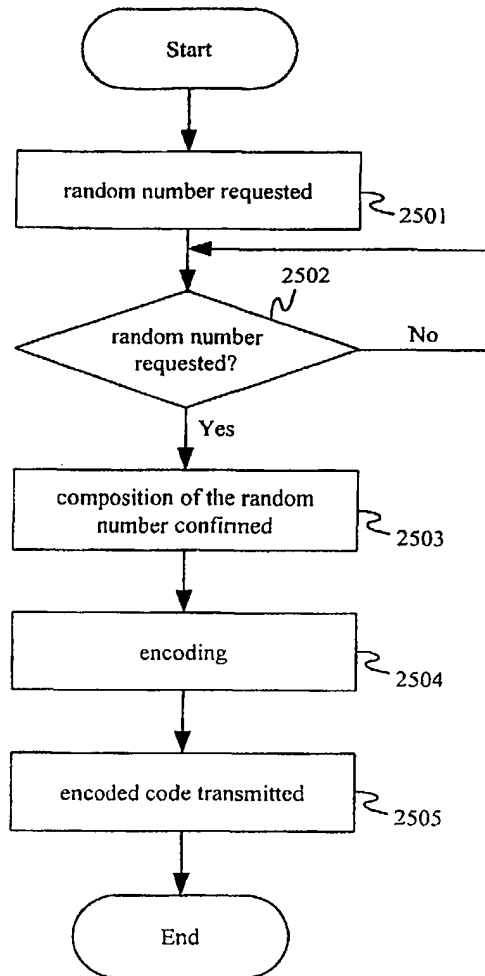 Start
random number requested
2501
2502
random number
requested?
No
Yes
composition of the random
number confirmed
2503
encoding
2504
encoded code transmitted
2505
End